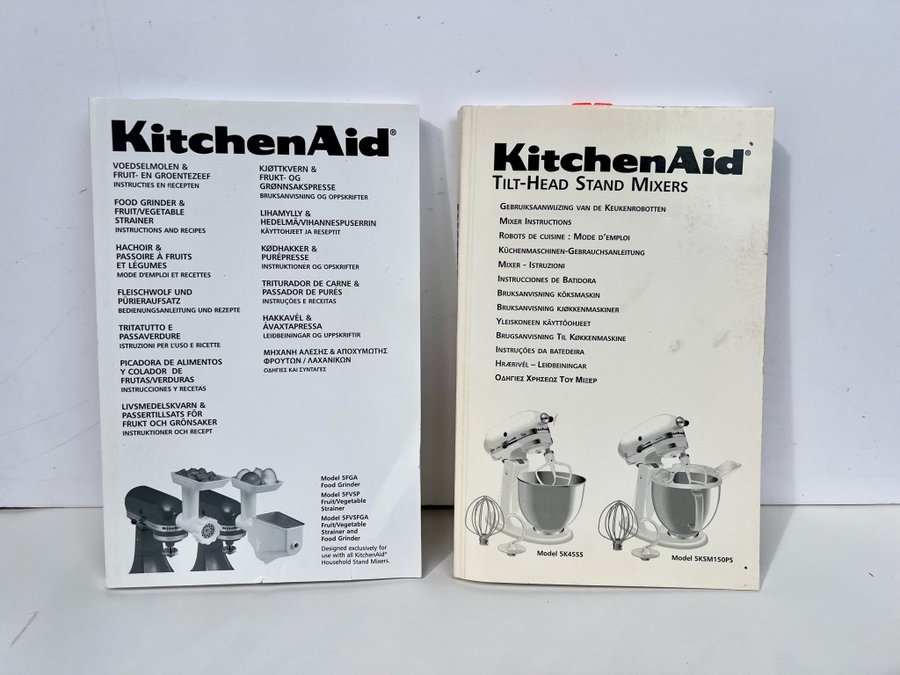 KitchenAid®
VOEDSELMOLEN &
FRUIT- EN GROENTEZEEF
INSTRUCTIES EN RECEPTEN
FOOD GRINDER &
FRUIT/VEGETABLE
STRAINER
INSTRUCTIONS AND RECIPES
HACHOIR &
PASSOIRE À FRUITS
ET LÉGUMES
MODE D'EMPLOI ET RECETTES
FLEISCHWOLF UND
PÜRIERAUFSATZ
BEDIENUNGSANLEITUNG UND REZEPTE
TRITATUTTO E
PASSAVERDURE
ISTRUZIONI PER L'USO E RICETTE
PICADORA DE ALIMENTOS
Y COLADOR DE
FRUTAS/VERDURAS
INSTRUCCIONES Y RECETAS
LIVSMEDELSKVARN &
PASSERTILLSATS FÖR
FRUKT OCH GRÖNSAKER
INSTRUKTIONER OCH RECEPT
KJØTTKVERN &
FRUKT- OG
GRØNNSAKSPRESSE
BRUKSANVISNING OG OPPSKRIFTER
LIHAMYLLY &
HEDELMÄ/VIHANNESPUSERRIN
KÄYTTOHJEET JA RESEPTIT
KØDHAKKER &
PURÉPRESSE
INSTRUKTIONER OG OPSKRIFTER
TRITURADOR DE CARNE &
PASSADOR DE PURÉS
INSTRUÇÕES E RECEITAS
HAKKAVÉL &
ÁVAXTAPRESSA
LEIDBEININGAR OG UPPSKRIFTIR
ΜΗΧΑΝΗ ΑΛΕΣΗΣ & ΑΠΟΧΥΜΩΤΗΣ
ΦΡΟΥΤΩΝ / ΛΑΧΑΝΙΚΩΝ
ΟΔΗΓΙΕΣ ΚΑΙ ΣΥΝΤΑΓΕΣ
KitchenAid
Model 5FGA
Food Grinder
Model 5FVSP
Fruit/Vegetable
Strainer
Model 5FVSFGA
Fruit/Vegetable
Strainer and
Food Grinder
Designed exclusively for
use with all KitchenAid®
Household Stand Mixers.
KitchenAid®
TILT-HEAD STAND MIXERS
GEBRUIKSAANWIJZING VAN DE KEUKENROBOTTEN
MIXER INSTRUCTIONS
ROBOTS DE CUISINE : MODE D'EMPLOI
KÜCHENMASCHINEN-GEBRAUCHSANLEITUNG
MIXER - ISTRUZIONI
INSTRUCCIONES DE BATIDORA
BRUKSANVISNING KÖKSMASKIN
BRUKSANVISNING KJØKKENMASKINER
YLEISKONEEN KÄYTTÖOHJEET
BRUGSANVISNING TIL KØKKENMASKINE
INSTRUÇÕES DA BATEDEIRA
HRÆRIVÉL – LEIDBEININGAR
ΟΔΗΓΙΕΣ ΧΡΗΣΕΩΣ ΤΟΥ ΜΙΞΕΡ
Model 5K45SS
Model 5KSM150PS